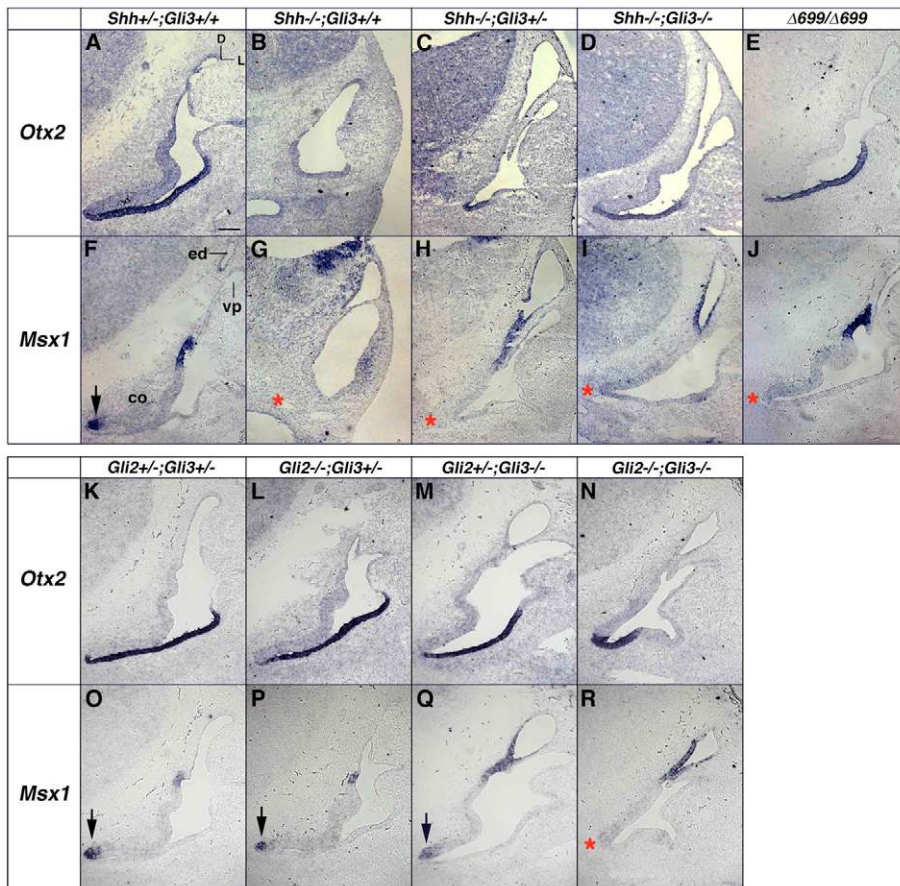 Shh+/-;Gli3+/+ Shh-/-;Gli3+/+ Shh-/-;Gli3+/- Shh-/-;Gli3-/- Δ699/Δ699
Otx2
A D L B C D E
Msx1
F ed vp co G * H * I * J *
Gli2+/-;Gli3+/- Gli2-/-;Gli3+/- Gli2+/-;Gli3-/- Gli2-/-;Gli3-/-
Otx2
K L M N
Msx1
O P Q R *